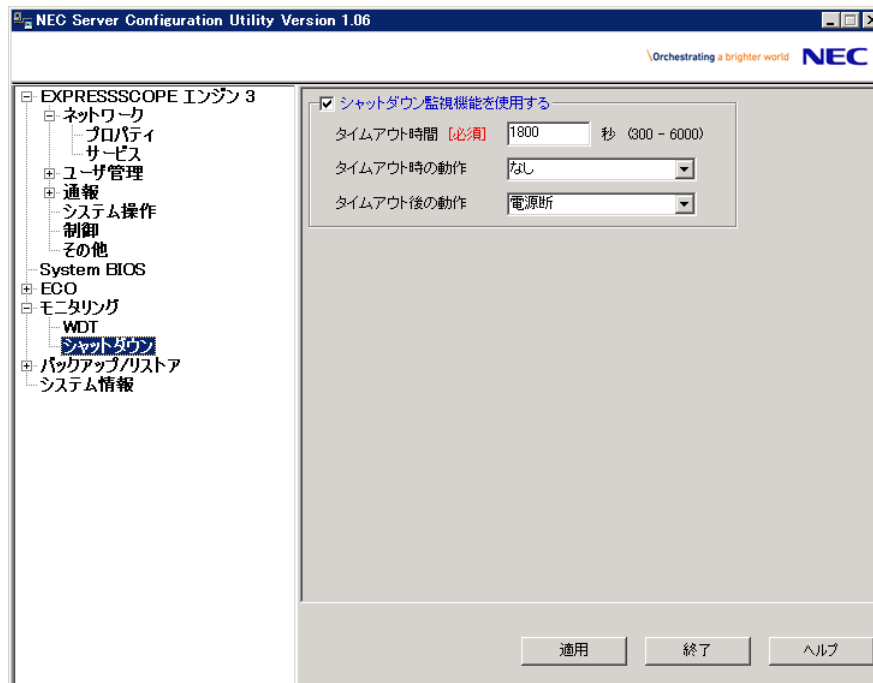 NEC Server Configuration Utility Version 1.06
\Orchestrating a brighter world NEC
EXPRESSSCOPE エンジン 3
ネットワーク
プロパティ
サービス
ユーザ管理
通報
システム操作
制御
その他
System BIOS
ECO
モニタリング
WDT
シャットダウン
バックアップ/リストア
システム情報
シャットダウン監視機能を使用する
タイムアウト時間 [必須] 1800 秒 (300 - 6000)
タイムアウト時の動作 なし
タイムアウト後の動作 電源断
適用 終了 ヘルプ